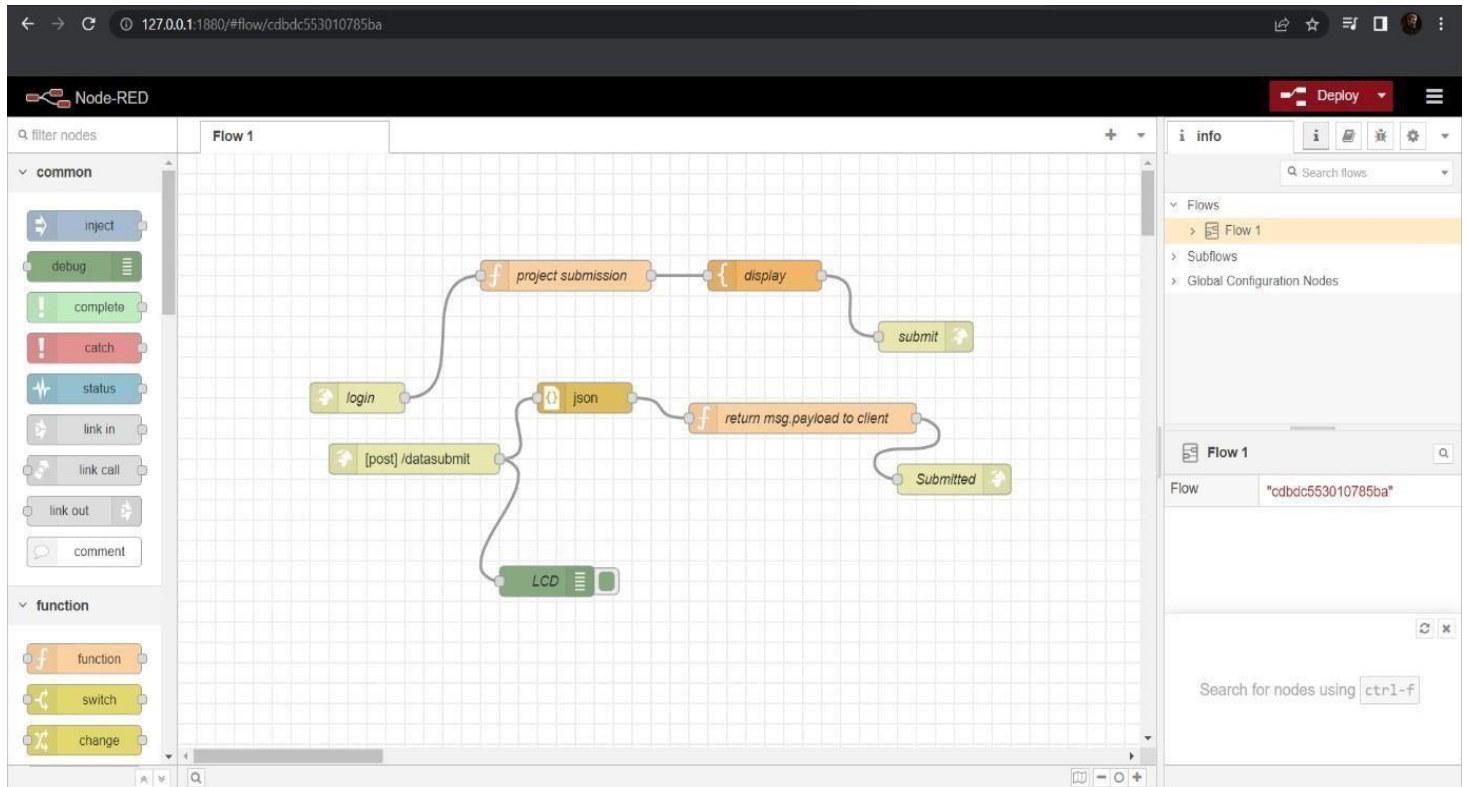 127.0.0.1:1880/#flow/cdbdc553010785ba
Node-RED
Deploy
filter nodes
common
inject
debug
complete
catch
status
link in
link call
link out
comment
function
function
switch
change
Flow 1
project submission
display
submit
login
json
return msg.payload to client
[post] /datasubmit
Submitted
LCD
info
Search flows
Flows
Flow 1
Subflows
Global Configuration Nodes
Flow 1
Flow "cdbdc553010785ba"
Search for nodes using ctrl-f